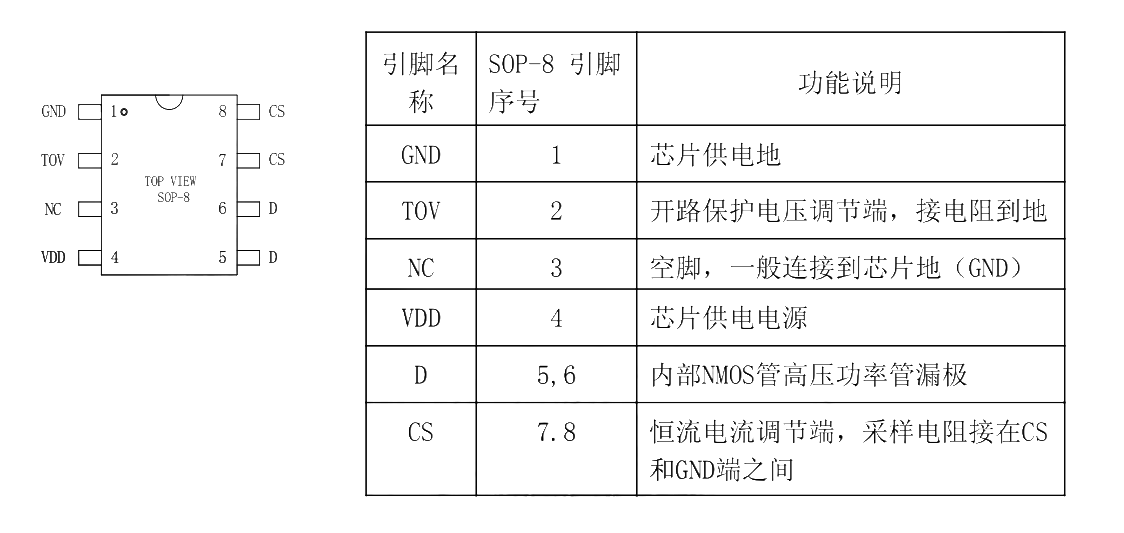 GND 1 8 CS
TOV 2 7 CS
TOP VIEW
SOP-8
NC 3 6 D
VDD 4 5 D
引脚名称 SOP-8 引脚序号 功能说明
GND 1 芯片供电地
TOV 2 开路保护电压调节端，接电阻到地
NC 3 空脚，一般连接到芯片地（GND）
VDD 4 芯片供电电源
D 5,6 内部NMOS管高压功率管漏极
CS 7.8 恒流电流调节端，采样电阻接在CS
和GND端之间